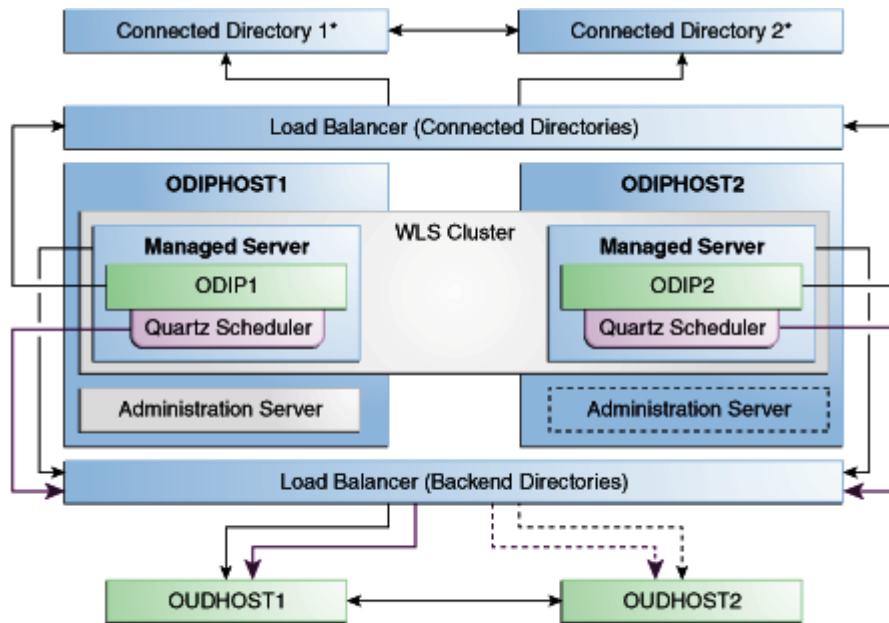 Connected Directory 1*
Connected Directory 2*
Load Balancer (Connected Directories)
ODIPHOST1
ODIPHOST2
WLS Cluster
Managed Server
Managed Server
ODIP1
ODIP2
Quartz Scheduler
Quartz Scheduler
Administration Server
Administration Server
Load Balancer (Backend Directories)
OUDHOST1
OUDHOST2